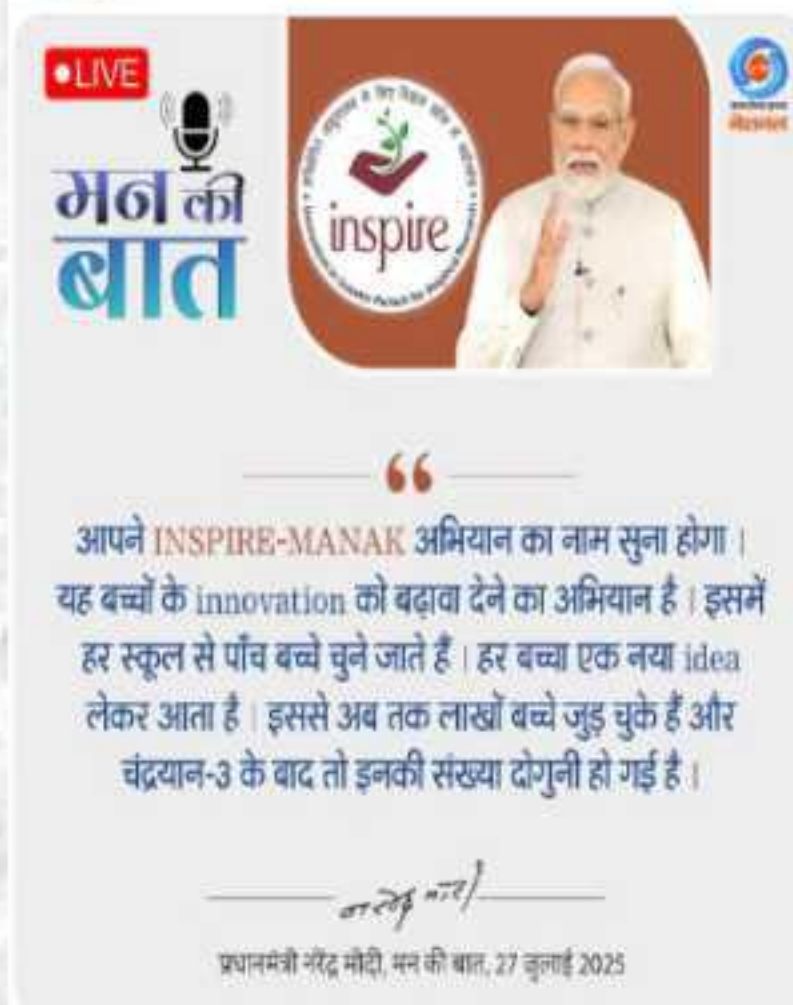 LIVE
मन की
बात
inspire
“
आपने INSPIRE-MANAK अभियान का नाम सुना होगा ।
यह बच्चों के innovation को बढ़ावा देने का अभियान है । इसमें
हर स्कूल से पाँच बच्चे चुने जाते हैं । हर बच्चा एक नया idea
लेकर आता है । इससे अब तक लाखों बच्चे जुड़ चुके हैं और
चंद्रयान-3 के बाद तो इनकी संख्या दोगुनी हो गई है ।
प्रधानमंत्री नरेंद्र मोदी, मन की बात, 27 जुलाई 2025